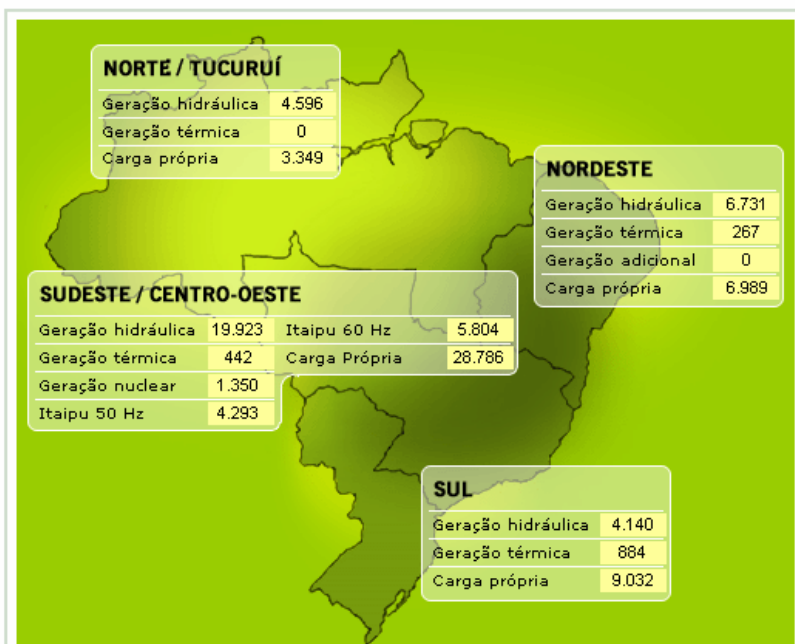 NORTE / TUCURUÍ
Geração hidráulica 4.596
Geração térmica 0
Carga própria 3.349
NORDESTE
Geração hidráulica 6.731
Geração térmica 267
Geração adicional 0
Carga própria 6.989
SUDESTE / CENTRO-OESTE
Geração hidráulica 19.923 Itaipu 60 Hz 5.804
Geração térmica 442 Carga Própria 28.786
Geração nuclear 1.350
Itaipu 50 Hz 4.293
SUL
Geração hidráulica 4.140
Geração térmica 884
Carga própria 9.032